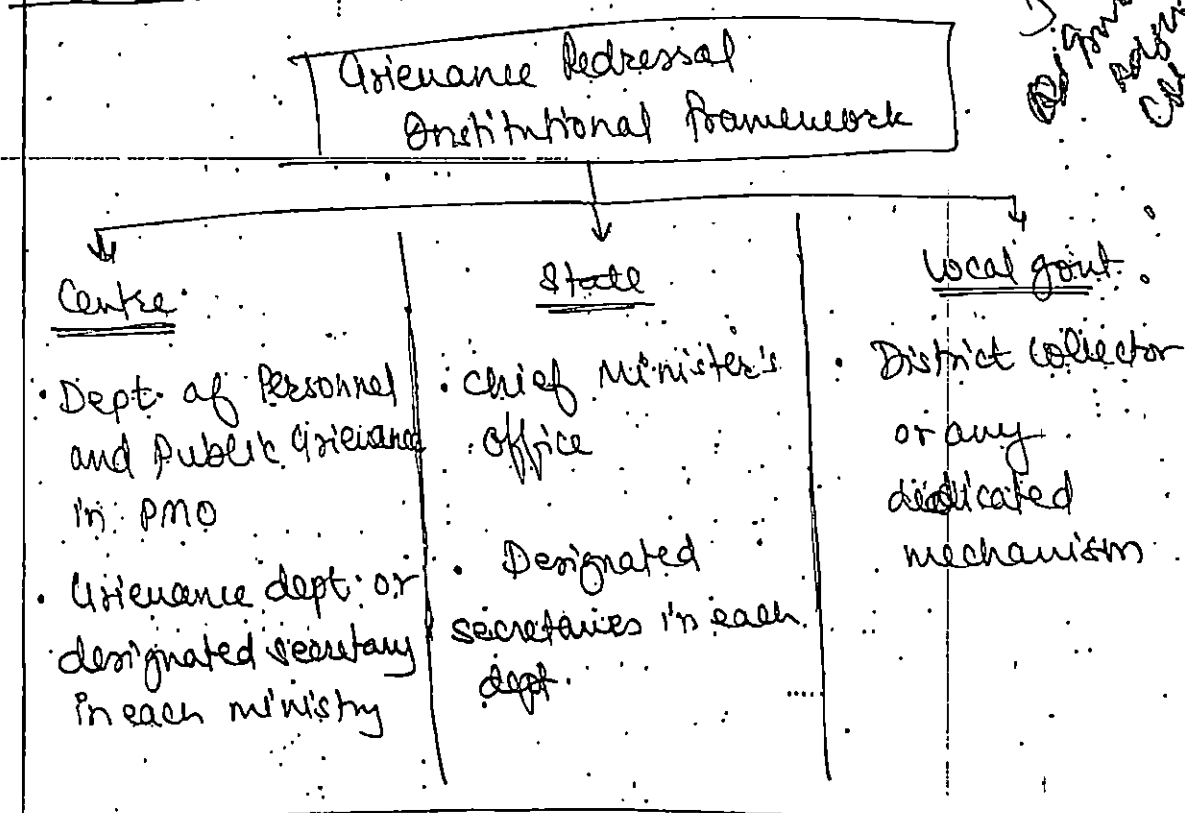 Grievance Redressal
Institutional Framework
Centre
• Dept. of Personnel
and Public Grievance
in PMO
• Grievance dept. or
designated secretary
in each ministry
State
• Chief Minister's
Office
• Designated
secretaries in each
dept.
Local govt.
• District Collector
or any
dedicated
mechanism